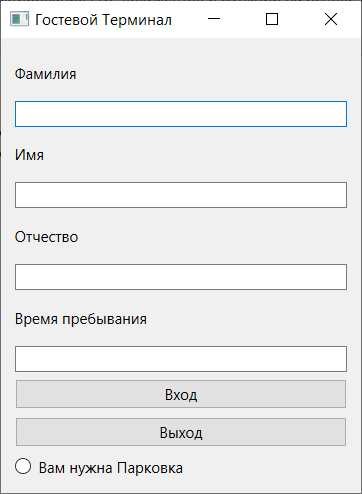 Гостевой Терминал
Фамилия
Имя
Отчество
Время пребывания
Вход
Выход
Вам нужна Парковка